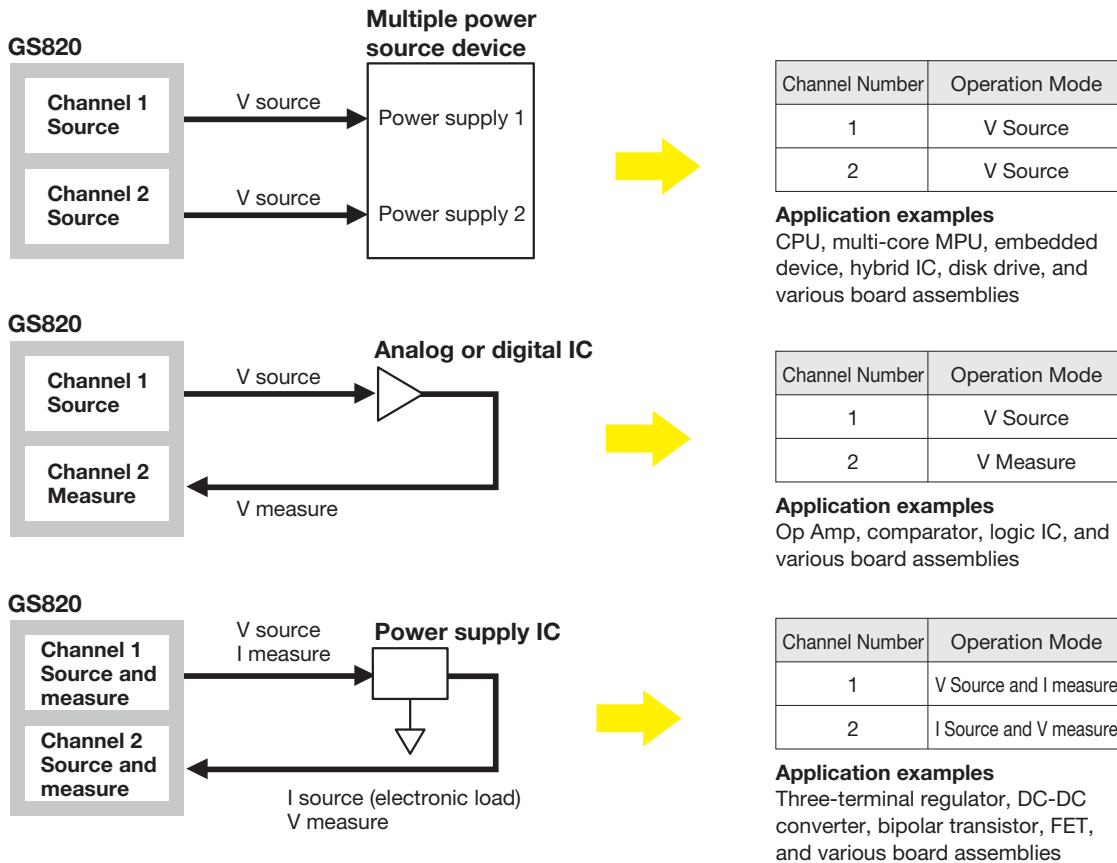 GS820
Multiple power
source device
Channel 1
Source
V source
Power supply 1
Channel 2
Source
V source
Power supply 2
Channel Number Operation Mode
1 V Source
2 V Source
Application examples
CPU, multi-core MPU, embedded
device, hybrid IC, disk drive, and
various board assemblies
GS820
Analog or digital IC
Channel 1
Source
V source
Channel 2
Measure
V measure
Channel Number Operation Mode
1 V Source
2 V Measure
Application examples
Op Amp, comparator, logic IC, and
various board assemblies
GS820
Channel 1
Source and
measure
V source
I measure
Power supply IC
Channel 2
Source and
measure
I source (electronic load)
V measure
Channel Number Operation Mode
1 V Source and I measure
2 I Source and V measure
Application examples
Three-terminal regulator, DC-DC
converter, bipolar transistor, FET,
and various board assemblies